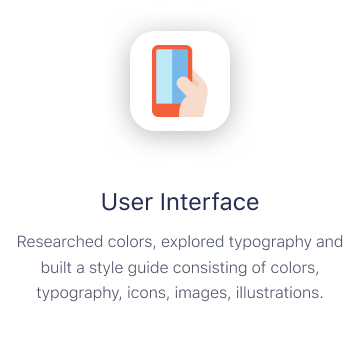 User Interface
Researched colors, explored typography and
built a style guide consisting of colors,
typography, icons, images, illustrations.